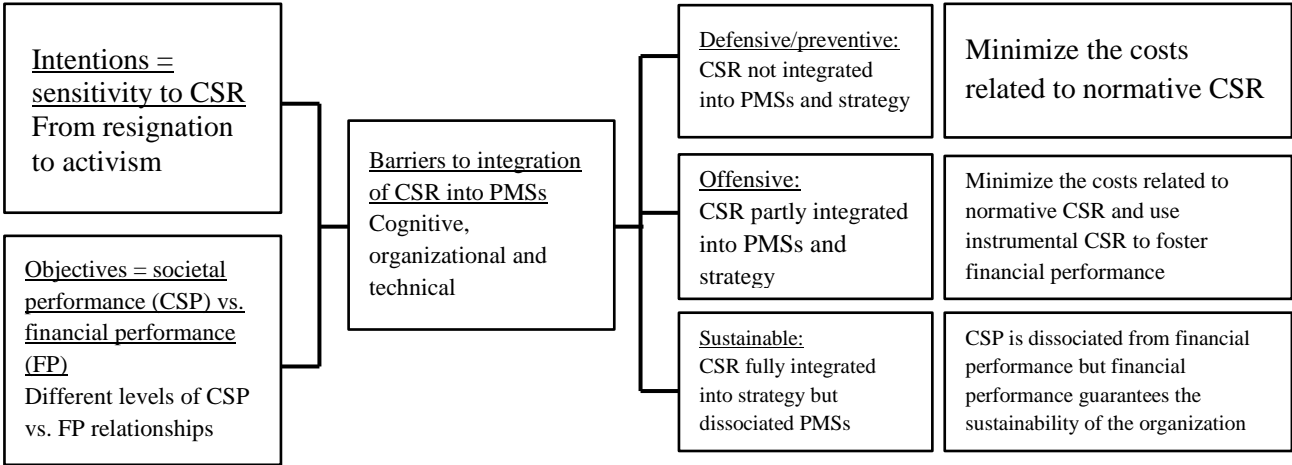 Intentions =
sensitivity to CSR
From resignation
to activism
Objectives = societal
performance (CSP) vs.
financial performance
(FP)
Different levels of CSP
vs. FP relationships
Barriers to integration
of CSR into PMSs
Cognitive,
organizational and
technical
Defensive/preventive:
CSR not integrated
into PMSs and strategy
Minimize the costs
related to normative CSR
Offensive:
CSR partly integrated
into PMSs and
strategy
Minimize the costs related to
normative CSR and use
instrumental CSR to foster
financial performance
Sustainable:
CSR fully integrated
into strategy but
dissociated PMSs
CSP is dissociated from financial
performance but financial
performance guarantees the
sustainability of the organization